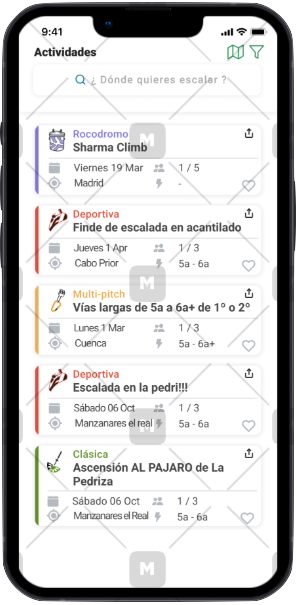 9:41
Actividades
¿ Dónde quieres escalar ?
Rocodromo
Sharma Climb
Viernes 19 Mar 1 / 5
Madrid -
Deportiva
Finde de escalada en acantilado
Jueves 1 Apr 1 / 3
Cabo Prior 5a - 6a
Multi-pitch
Vías largas de 5a a 6a+ de 1º o 2º
Lunes 1 Mar 1 / 3
Cuenca 5a - 6a+
Deportiva
Escalada en la pedri!!!
Sábado 06 Oct 1 / 3
Manzanares el real 5a - 6a
Clásica
Ascensión AL PAJARO de La
Pedriza
Sábado 06 Oct 1 / 3
Manzanares el Real 5a - 6a